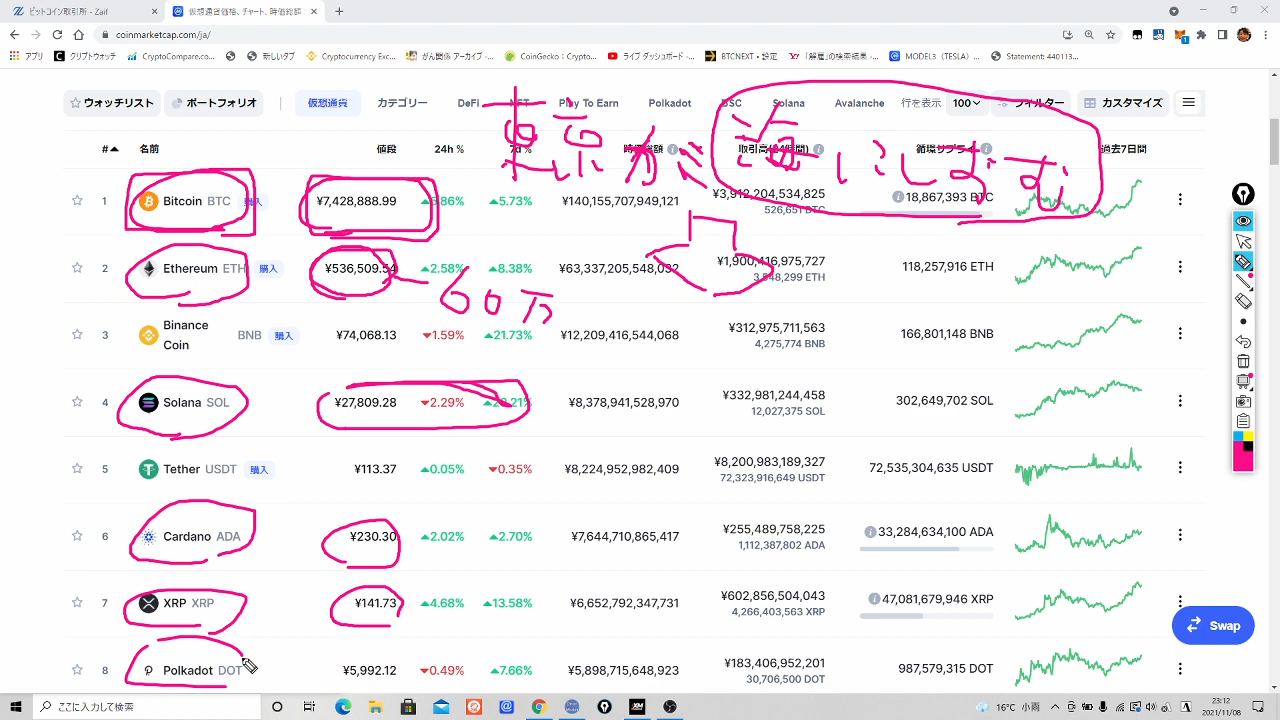 ビットコイン取引所 - Zaif
仮想通貨価格、チャート、時価総額
coinmarketcap.com/ja/
アプリ クリプトウォッチ CryptoComparo... 新しいタブ Cryptocurrency Exc... がん関係 アーカイブ -... CoinGecko：Crypto... ライブ ダッシュボード -... BTCNEXT • 設定 MODEL3（TESLA）... Statement: 440113...
ウォッチリスト ポートフォリオ 仮想通貨 カテゴリー DeFi NFT Play To Earn Polkadot BSC Solana Avalanche 行を表示 100 フィルター カスタマイズ
# 名前 値段 24h % 7d % 時価総額 取引高(24時間) 循環サプライ 過去7日間
1 Bitcoin BTC 購入 ¥7,428,888.99 5.73% ¥140,155,707,949,121 ¥3,912,204,534,825 18,867,393 BTC
526,651 BTC
2 Ethereum ETH 購入 ¥536,509.54 2.58% 8.38% ¥63,337,205,548,032 ¥1,900,416,975,727 118,257,916 ETH
3,548,299 ETH
60万
3 Binance Coin BNB 購入 ¥74,068.13 1.59% 21.73% ¥12,209,416,544,068 ¥312,975,711,563 166,801,148 BNB
4,275,774 BNB
4 Solana SOL ¥27,809.28 2.29% ¥8,378,941,528,970 ¥332,981,244,458 302,649,702 SOL
12,027,375 SOL
5 Tether USDT 購入 ¥113.37 0.05% 0.35% ¥8,224,952,982,409 ¥8,200,983,189,327 72,535,304,635 USDT
72,323,916,649 USDT
6 Cardano ADA ¥230.30 2.02% 2.70% ¥7,644,710,865,417 ¥255,489,758,225 33,284,634,100 ADA
1,112,387,802 ADA
7 XRP XRP ¥141.73 4.68% 13.58% ¥6,652,792,347,731 ¥602,856,504,043 47,081,679,946 XRP
4,266,403,563 XRP
Swap
8 Polkadot DOT ¥5,992.12 0.49% 7.66% ¥5,898,715,648,923 ¥183,406,952,201 987,579,315 DOT
30,706,500 DOT
ここに入力して検索 XM 16°C 小雨 A 23:12
2021/11/08